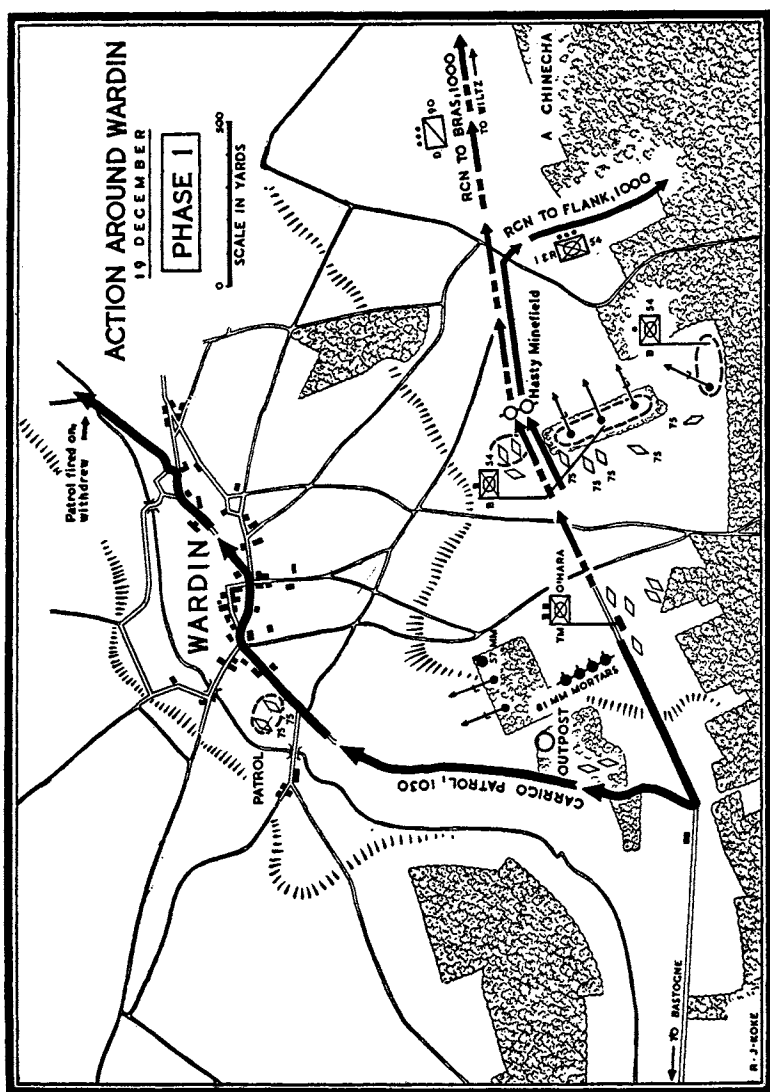 ACTION AROUND WARDIN
19 DECEMBER
PHASE 1
0 500
SCALE IN YARDS
Patrol fired on,
withdrew
WARDIN
PATROL
75
75
CARRICO PATROL, 1030
OUTPOST
57 MM
81 MM MORTARS
TM O'HARA
B 54
75
75
75
75
75
Hasty Minefield
B 54
I & R 54
RCN TO FLANK, 1000
D 90
RCN TO BRAS, 1000
TO WILTZ
A CHINECHA
TO BASTOGNE
R. J. KOKE